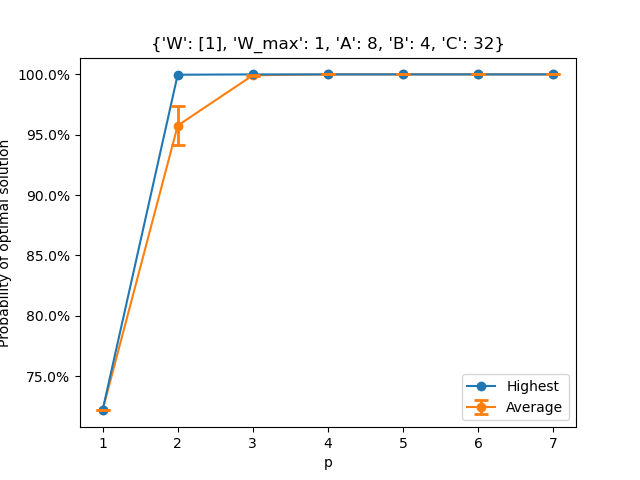 {'W': [1], 'W_max': 1, 'A': 8, 'B': 4, 'C': 32}
100.0%
95.0%
90.0%
85.0%
80.0%
75.0%
Probability of optimal solution
Highest
Average
1 2 3 4 5 6 7
p